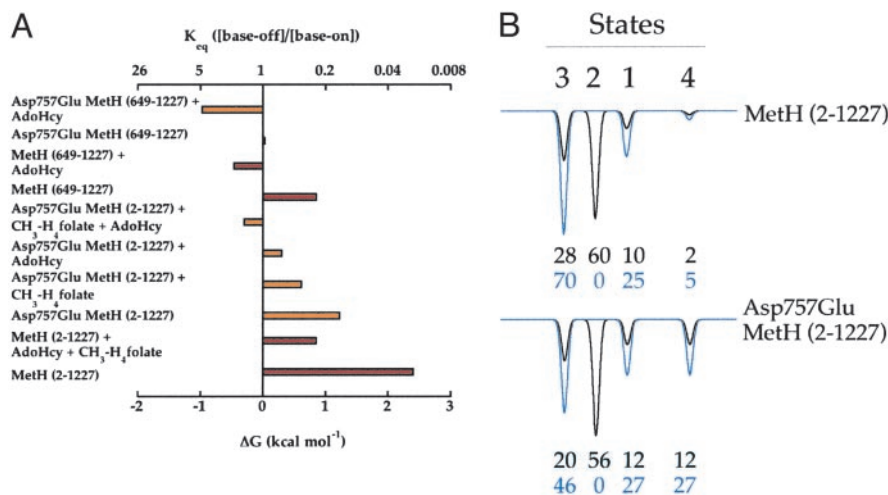 A
K_eq ([base-off]/[base-on])
26 5 1 0.2 0.04 0.008
Asp757Glu MetH (649-1227) +
AdoHcy
Asp757Glu MetH (649-1227)
MetH (649-1227) +
AdoHcy
MetH (649-1227)
Asp757Glu MetH (2-1227) +
CH3-H4folate + AdoHcy
Asp757Glu MetH (2-1227) +
AdoHcy
Asp757Glu MetH (2-1227) +
CH3-H4folate
Asp757Glu MetH (2-1227)
MetH (2-1227) +
AdoHcy + CH3-H4folate
MetH (2-1227)
-2 -1 0 1 2 3
ΔG (kcal mol⁻¹)
B
States
3 2 1 4
MetH (2-1227)
28 60 10 2
70 0 25 5
Asp757Glu
MetH (2-1227)
20 56 12 12
46 0 27 27